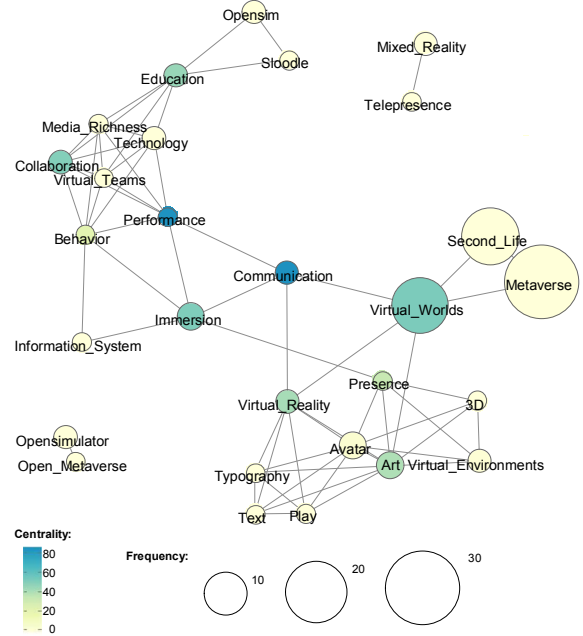 Opensim
Mixed_Reality
Sloodle
Education
Telepresence
Media_Richness
Technology
Collaboration
Virtual_Teams
Performance
Behavior
Second_Life
Communication
Metaverse
Virtual_Worlds
Immersion
Information_System
Presence
Virtual_Reality
3D
Opensimulator
Avatar
Open_Metaverse
Art
Virtual_Environments
Typography
Text
Play
Centrality:
80
60
40
20
0
Frequency:
10
20
30